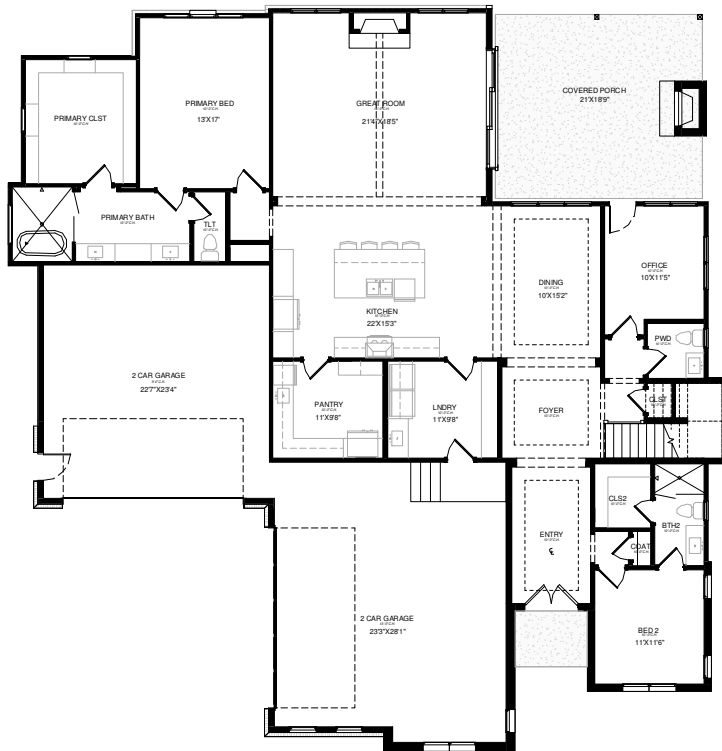 COVERED PORCH
21'X18'9"
PRIMARY BED
13'X17'
GREAT ROOM
21'4"X18'5"
PRIMARY CLST
PRIMARY BATH
TLT
OFFICE
10'X11'5"
DINING
10'X15'2"
KITCHEN
22'X15'3"
PWD
2 CAR GARAGE
22'7"X23'4"
PANTRY
11'X9'8"
LNDRY
11'X9'8"
FOYER
CLST
CLS2
BTH2
ENTRY
COAT
2 CAR GARAGE
23'3"X28'1"
BED 2
11'X11'6"